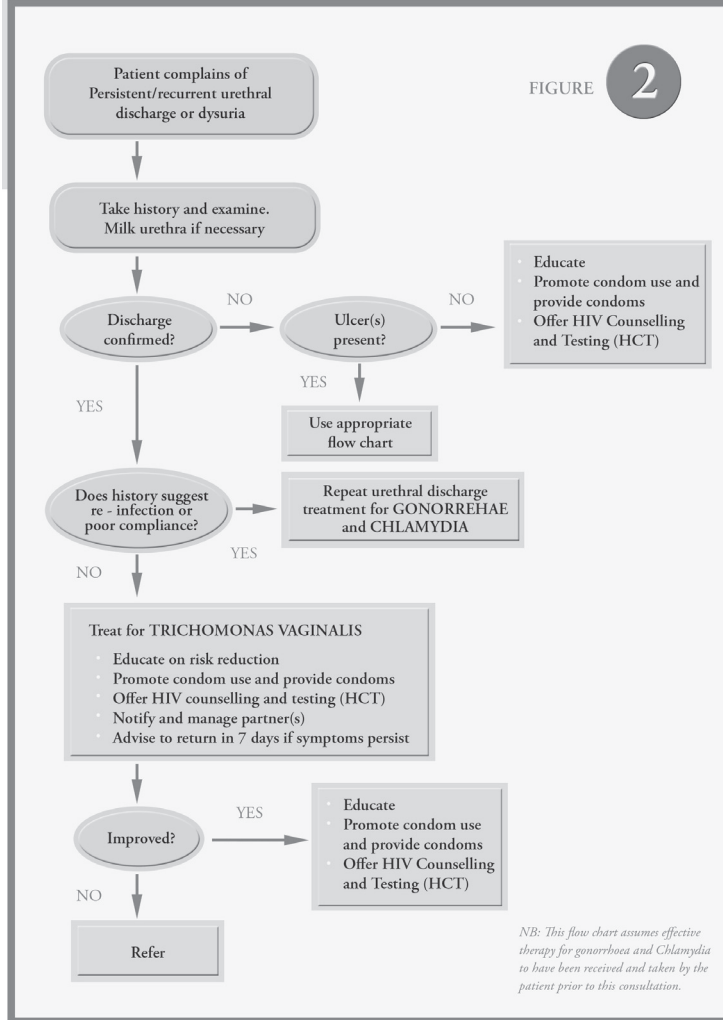 FIGURE 2
Patient complains of
Persistent/recurrent urethral
discharge or dysuria
Take history and examine.
Milk urethra if necessary
Discharge
confirmed?
NO
Ulcer(s)
present?
NO
• Educate
• Promote condom use and
provide condoms
• Offer HIV Counselling
and Testing (HCT)
YES
YES
Use appropriate
flow chart
Does history suggest
re - infection or
poor compliance?
YES
Repeat urethral discharge
treatment for GONORREHAE
and CHLAMYDIA
NO
Treat for TRICHOMONAS VAGINALIS
• Educate on risk reduction
• Promote condom use and provide condoms
• Offer HIV counselling and testing (HCT)
• Notify and manage partner(s)
• Advise to return in 7 days if symptoms persist
Improved?
YES
• Educate
• Promote condom use
and provide condoms
• Offer HIV Counselling
and Testing (HCT)
NO
Refer
NB: This flow chart assumes effective
therapy for gonorrhoea and Chlamydia
to have been received and taken by the
patient prior to this consultation.